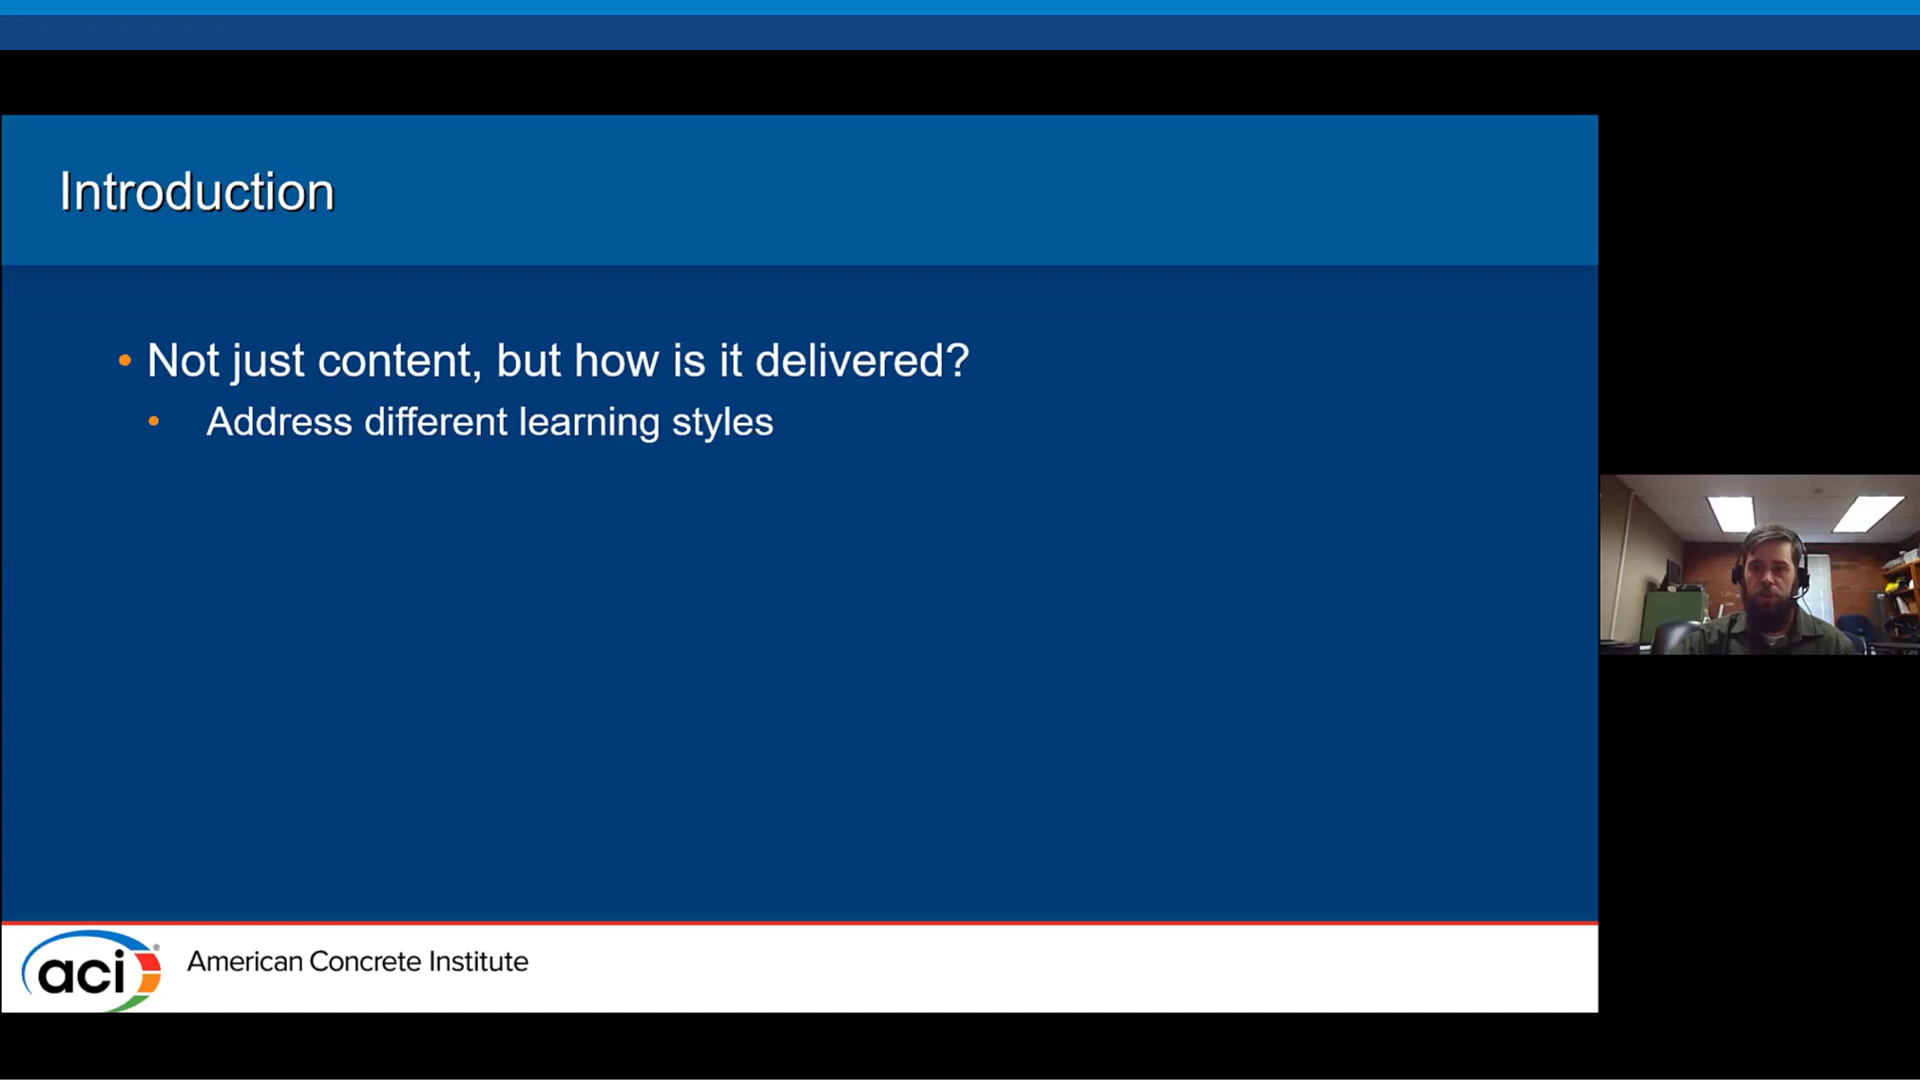 Introduction
• Not just content, but how is it delivered?
• Address different learning styles
aci®
American Concrete Institute